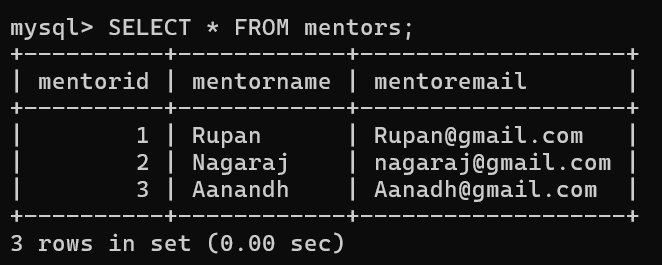 mysql> SELECT * FROM mentors;
+----------+------------+-------------------+
| mentorid | mentorname | mentoremail       |
+----------+------------+-------------------+
|        1 | Rupan      | Rupan@gmail.com   |
|        2 | Nagaraj    | nagaraj@gmail.com |
|        3 | Aanandh    | Aanadh@gmail.com  |
+----------+------------+-------------------+
3 rows in set (0.00 sec)